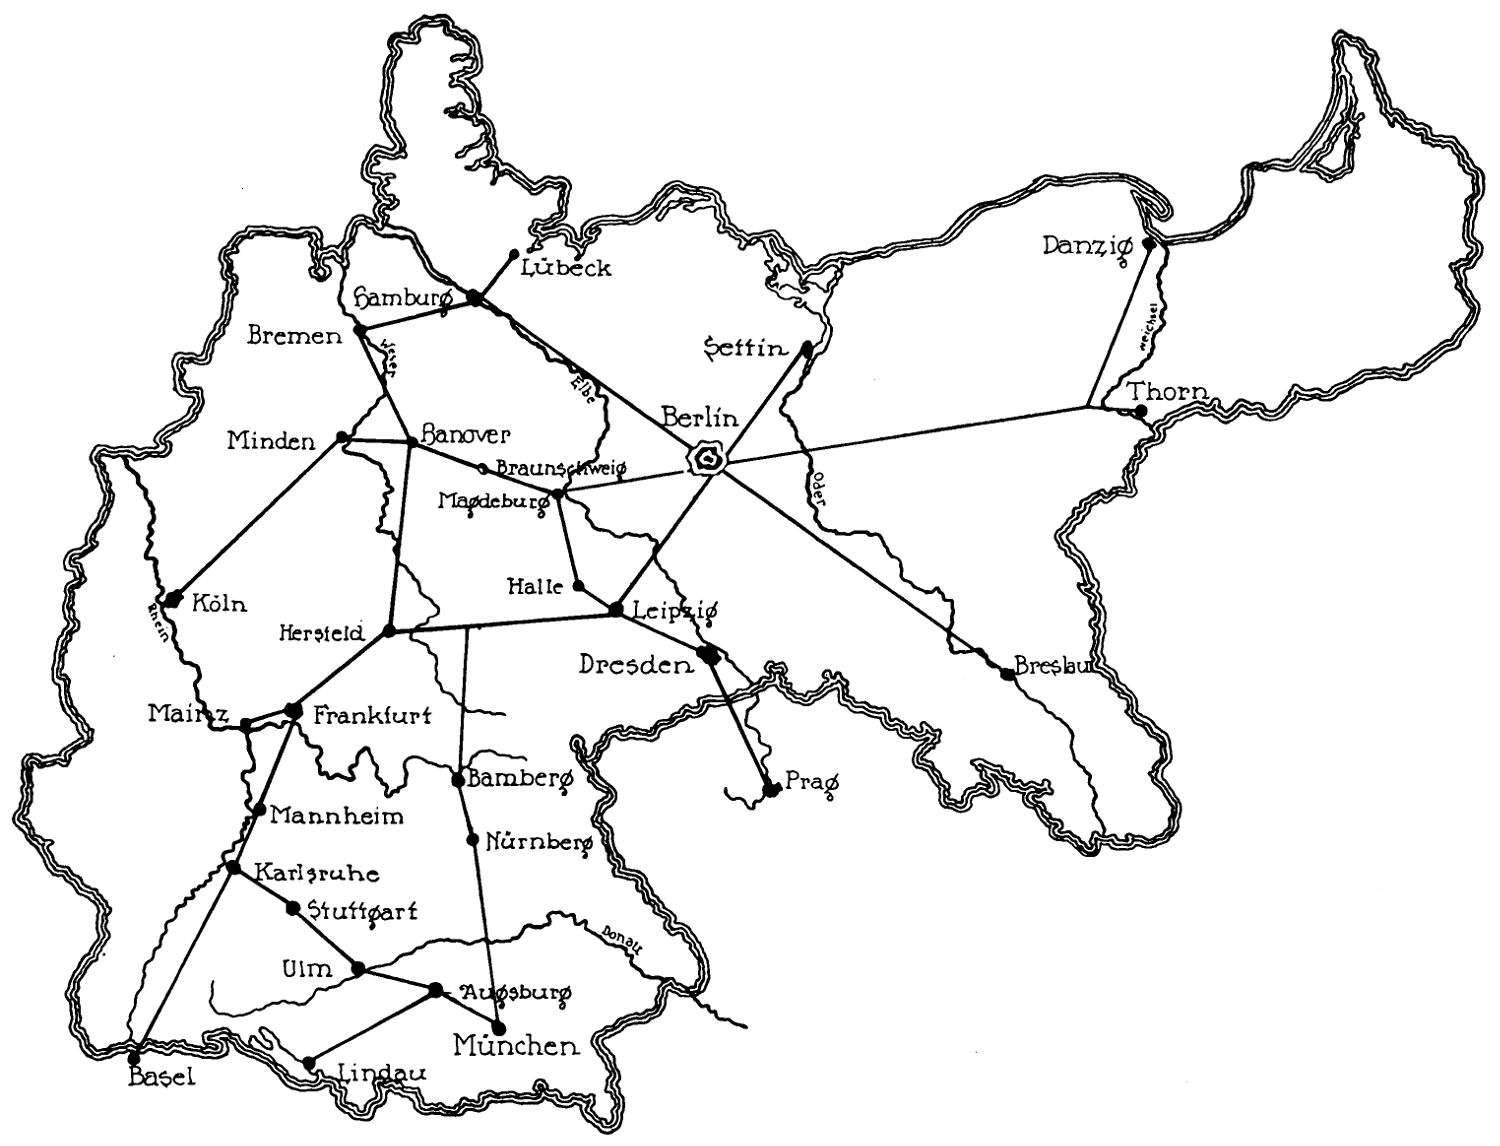 Danzig
Lübeck
Hamburg
Weichsel
Bremen
Weser
Settin
Elbe
Thorn
Berlin
Minden
Hanover
Braunschweig
Magdeburg
Oder
Halle
Köln
Leipzig
Rhein
Hersfeld
Dresden
Breslau
Mainz
Frankfurt
Bamberg
Prag
Mannheim
Nürnberg
Karlsruhe
Stuttgart
Donau
Ulm
Augsburg
München
Basel
Lindau